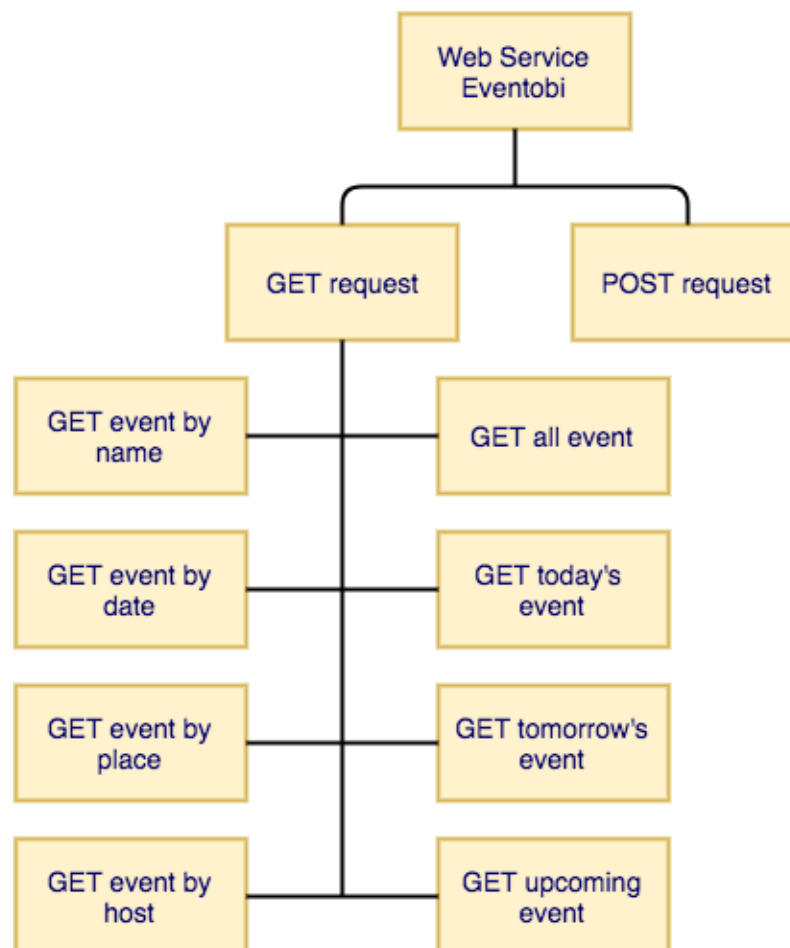 Web Service
Eventobi
GET request
POST request
GET event by
name
GET all event
GET event by
date
GET today's
event
GET event by
place
GET tomorrow's
event
GET event by
host
GET upcoming
event